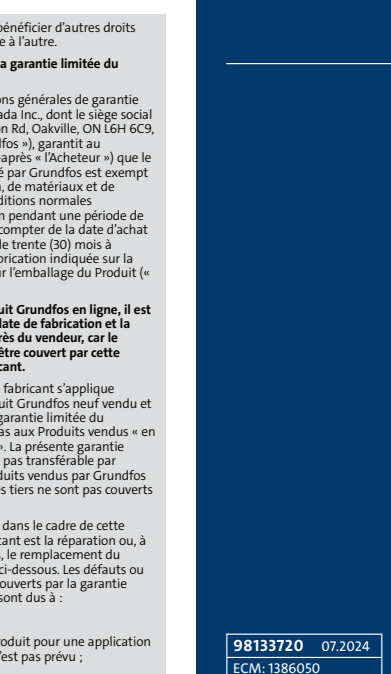 énéficier d'autres droits
e à l'autre.
a garantie limitée du
ons générales de garantie
ada Inc., dont le siège social
on Rd, Oakville, ON L6H 6C9,
fos »), garantit au
après « l'Acheteur ») que le
é par Grundfos est exempt
, de matériaux et de
ditions normales
n pendant une période de
compter de la date d'achat
e trente (30) mois à
brication indiquée sur la
r l'emballage du Produit («
uit Grundfos en ligne, il est
date de fabrication et la
rès du vendeur, car le
être couvert par cette
cant.
fabricant s'applique
uit Grundfos neuf vendu et
garantie limitée du
as aux Produits vendus « en
». La présente garantie
pas transférable par
duits vendus par Grundfos
es tiers ne sont pas couverts
dans le cadre de cette
cant est la réparation ou, à
s, le remplacement du
ci-dessous. Les défauts ou
ouverts par la garantie
sont dus à :
roduit pour une application
'est pas prévu ;
98133720 07.2024
ECM: 1386050